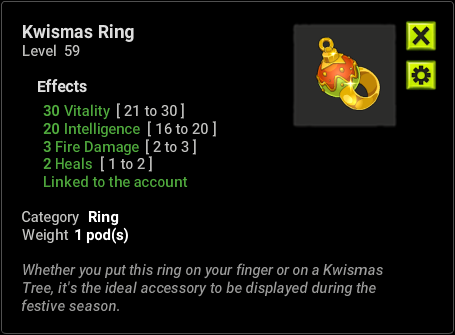 Kwismas Ring
Level 59
Effects
30 Vitality [ 21 to 30 ]
20 Intelligence [ 16 to 20 ]
3 Fire Damage [ 2 to 3 ]
2 Heals [ 1 to 2 ]
Linked to the account
Category Ring
Weight 1 pod(s)
Whether you put this ring on your finger or on a Kwismas
Tree, it's the ideal accessory to be displayed during the
festive season.